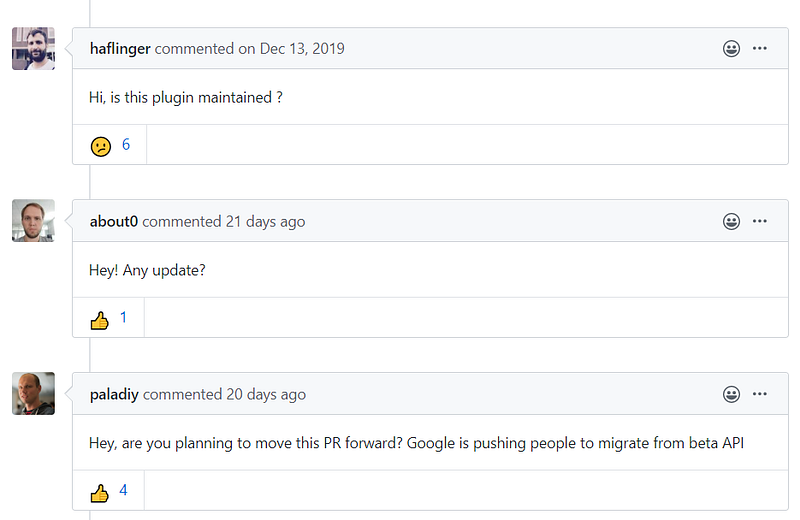 haflinger commented on Dec 13, 2019
Hi, is this plugin maintained ?
6
about0 commented 21 days ago
Hey! Any update?
1
paladiy commented 20 days ago
Hey, are you planning to move this PR forward? Google is pushing people to migrate from beta API
4